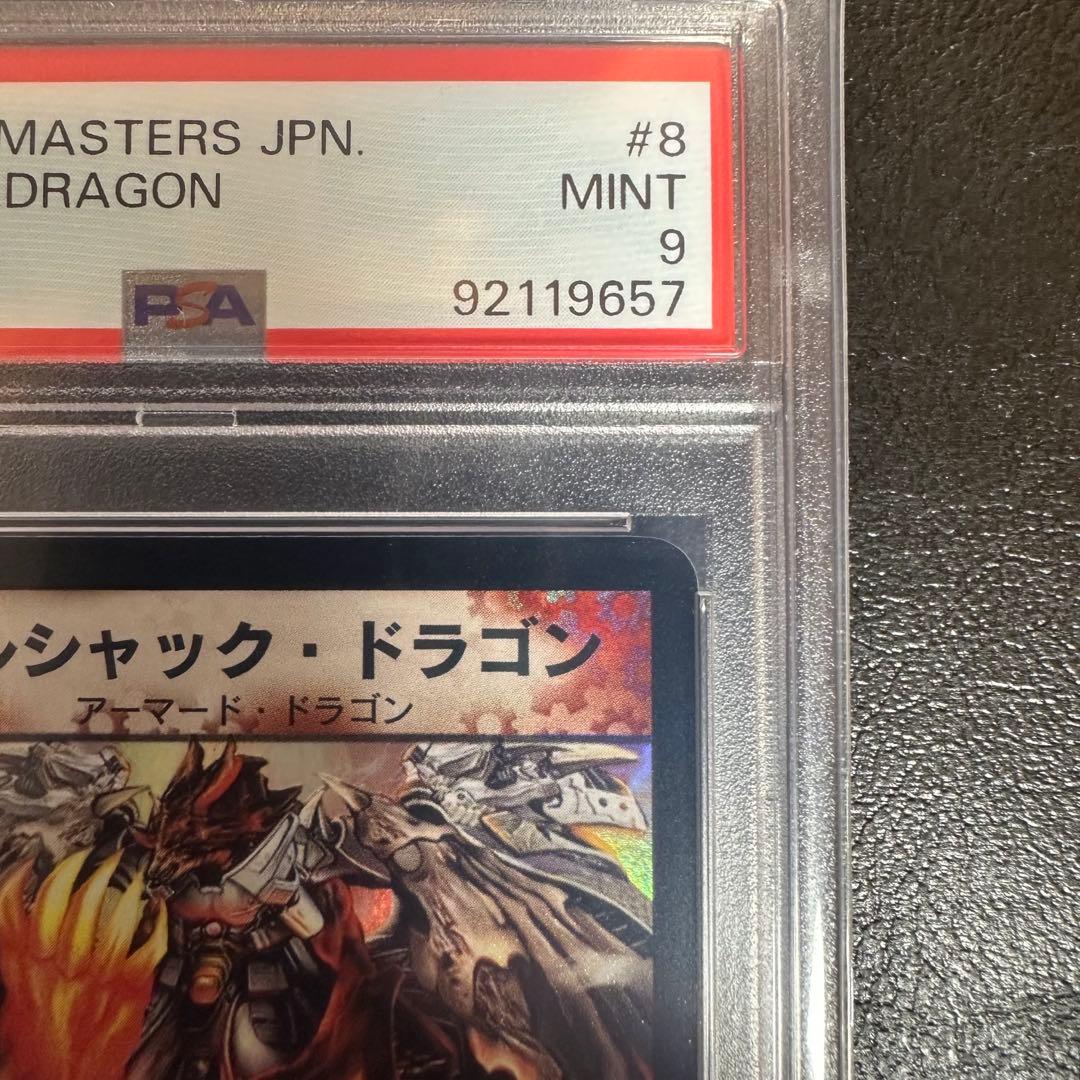 MASTERS JPN. #8
DRAGON MINT
9
PSA 92119657
シャック・ドラゴン
アーマード・ドラゴン